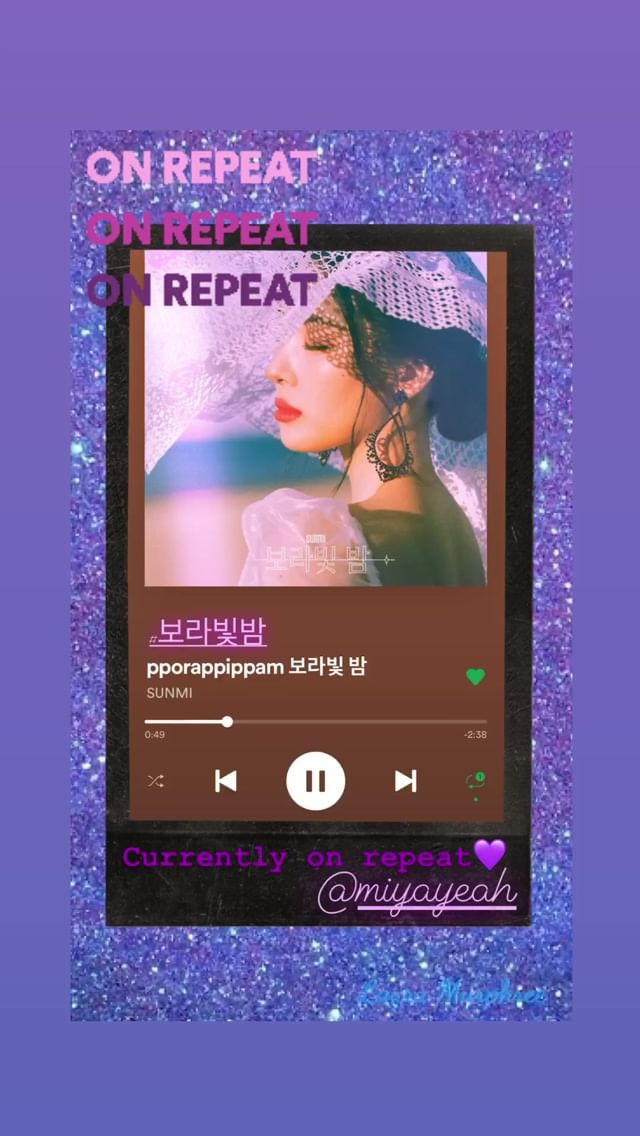 ON REPEAT
ON REPEAT
ON REPEAT
SUNMI
보라빛 밤
#보라빛밤
pporappippam 보라빛 밤
SUNMI
0:49
-2:38
1
Currently on repeat💜
@miyayeah